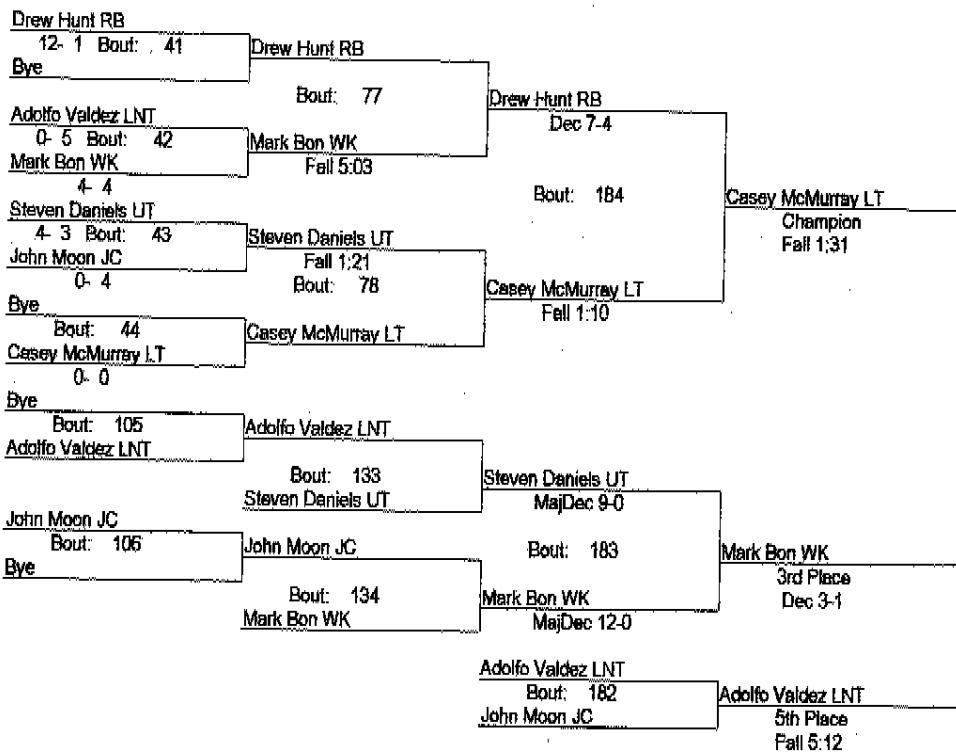 Drew Hunt RB
12- 1 Bout: 41
Bye
Drew Hunt RB
Bout: 77
Adolfo Valdez LNT
0- 5 Bout: 42
Mark Bon WK
4- 4
Mark Bon WK
Fall 5:03
Drew Hunt RB
Dec 7-4
Steven Daniels UT
4- 3 Bout: 43
John Moon JC
0- 4
Steven Daniels UT
Fall 1:21
Bout: 78
Bye
Bout: 44
Casey McMurray LT
0- 0
Casey McMurray LT
Casey McMurray LT
Fall 1:10
Bout: 184
Casey McMurray LT
Champion
Fall 1:31
Bye
Bout: 105
Adolfo Valdez LNT
Adolfo Valdez LNT
Bout: 133
Steven Daniels UT
Steven Daniels UT
MajDec 9-0
John Moon JC
Bout: 106
Bye
John Moon JC
Bout: 134
Mark Bon WK
Mark Bon WK
MajDec 12-0
Bout: 183
Mark Bon WK
3rd Place
Dec 3-1
Adolfo Valdez LNT
Bout: 182
John Moon JC
Adolfo Valdez LNT
5th Place
Fall 5:12